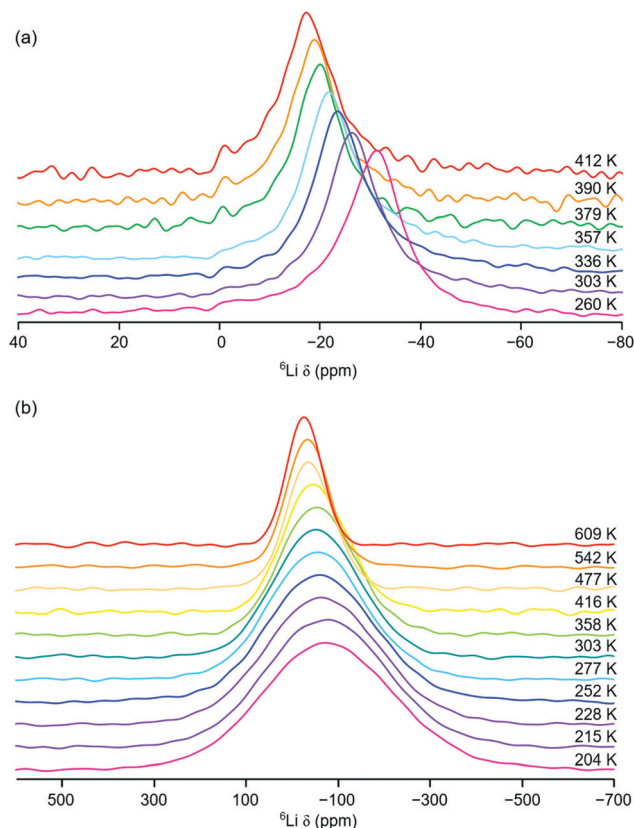 (a)
412 K
390 K
379 K
357 K
336 K
303 K
260 K
40 20 0 −20 −40 −60 −80
⁶Li δ (ppm)
(b)
609 K
542 K
477 K
416 K
358 K
303 K
277 K
252 K
228 K
215 K
204 K
500 300 100 −100 −300 −500 −700
⁶Li δ (ppm)